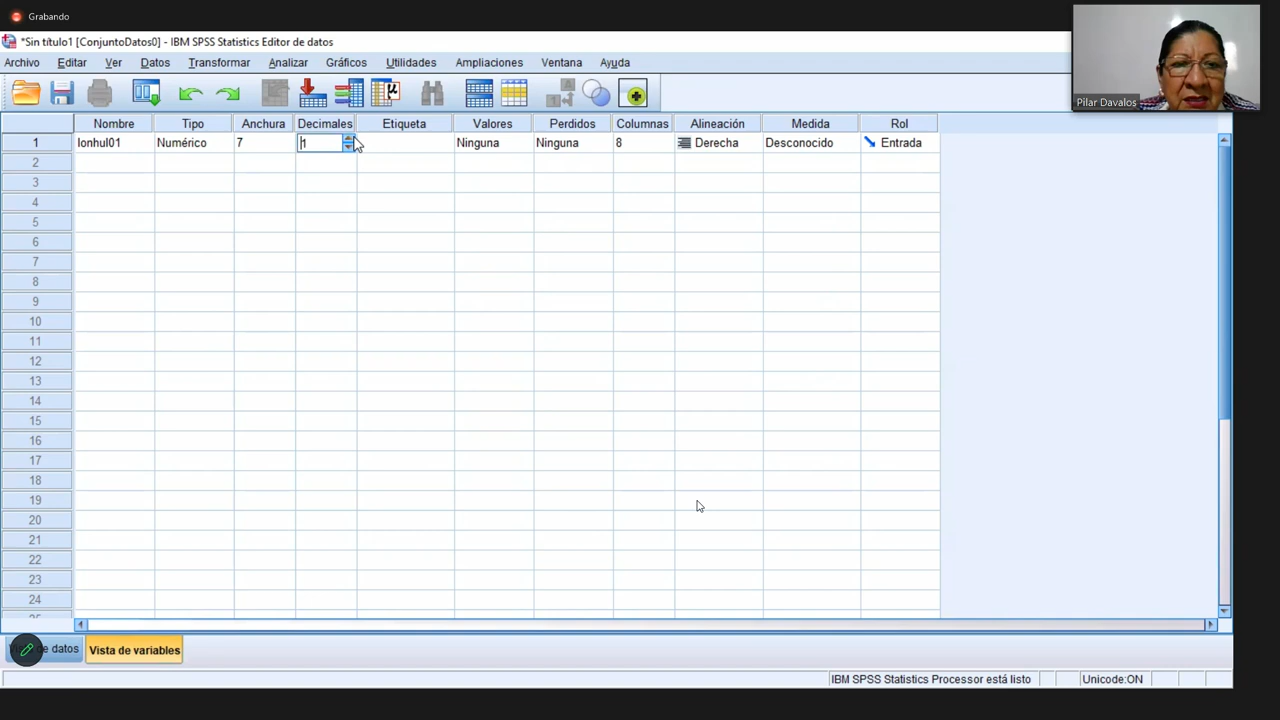 Grabando
*Sin título1 [ConjuntoDatos0] - IBM SPSS Statistics Editor de datos
Archivo Editar Ver Datos Transformar Analizar Gráficos Utilidades Ampliaciones Ventana Ayuda
Pilar Davalos
Nombre Tipo Anchura Decimales Etiqueta Valores Perdidos Columnas Alineación Medida Rol
1 lonhul01 Numérico 7 1 Ninguna Ninguna 8 Derecha Desconocido Entrada
2
3
4
5
6
7
8
9
10
11
12
13
14
15
16
17
18
19
20
21
22
23
24
de datos Vista de variables
IBM SPSS Statistics Processor está listo Unicode:ON